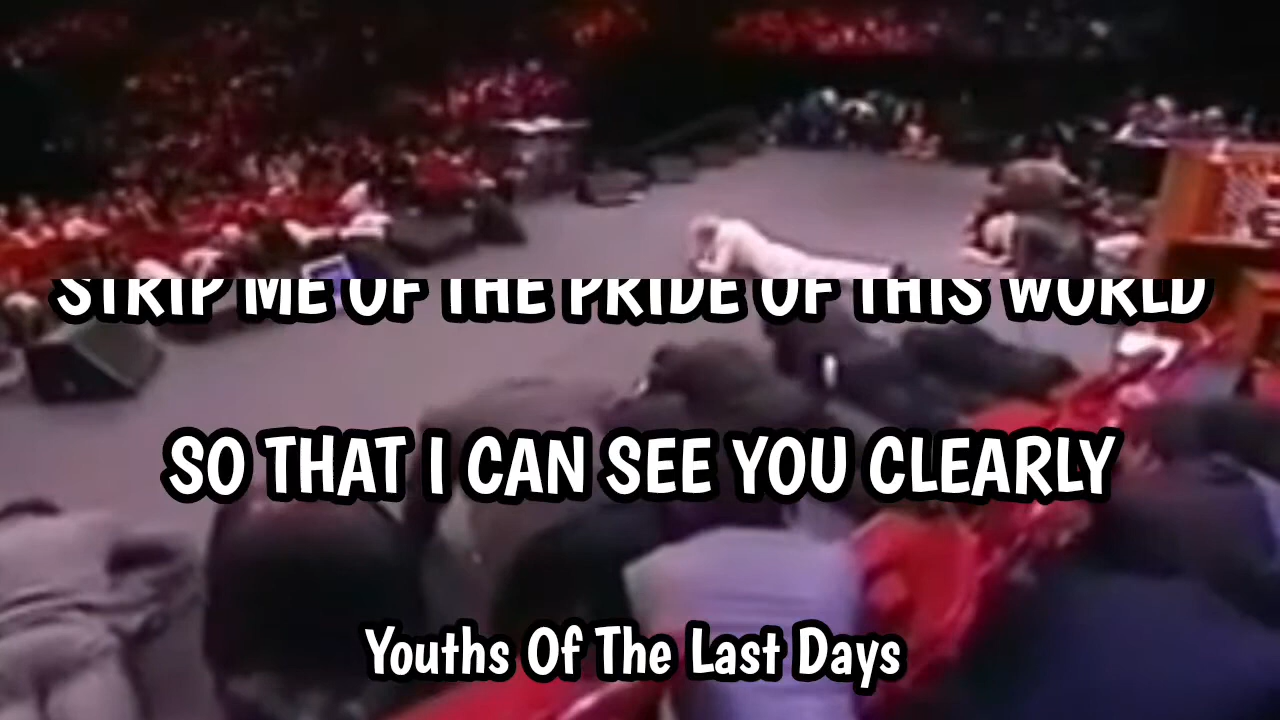 STRIP ME OF THE PRIDE OF THIS WORLD
SO THAT I CAN SEE YOU CLEARLY
Youths Of The Last Days